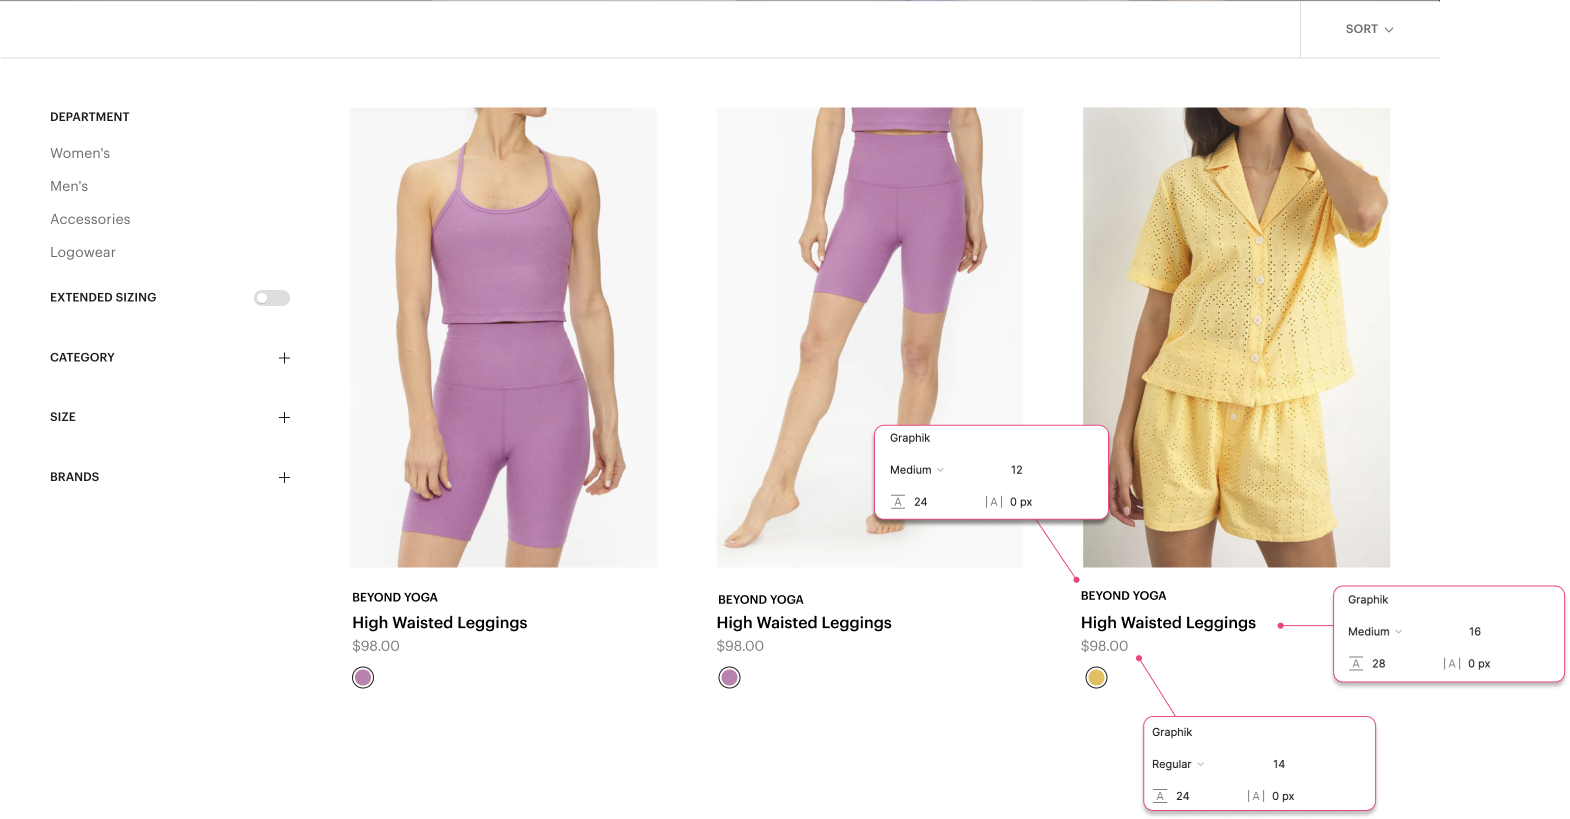 SORT
DEPARTMENT
Women's
Men's
Accessories
Logowear
EXTENDED SIZING
CATEGORY
SIZE
BRANDS
BEYOND YOGA
High Waisted Leggings
$98.00
BEYOND YOGA
High Waisted Leggings
$98.00
BEYOND YOGA
High Waisted Leggings
$98.00
Graphik
Medium 12
A 24 |A| 0 px
Graphik
Medium 16
A 28 |A| 0 px
Graphik
Regular 14
A 24 |A| 0 px